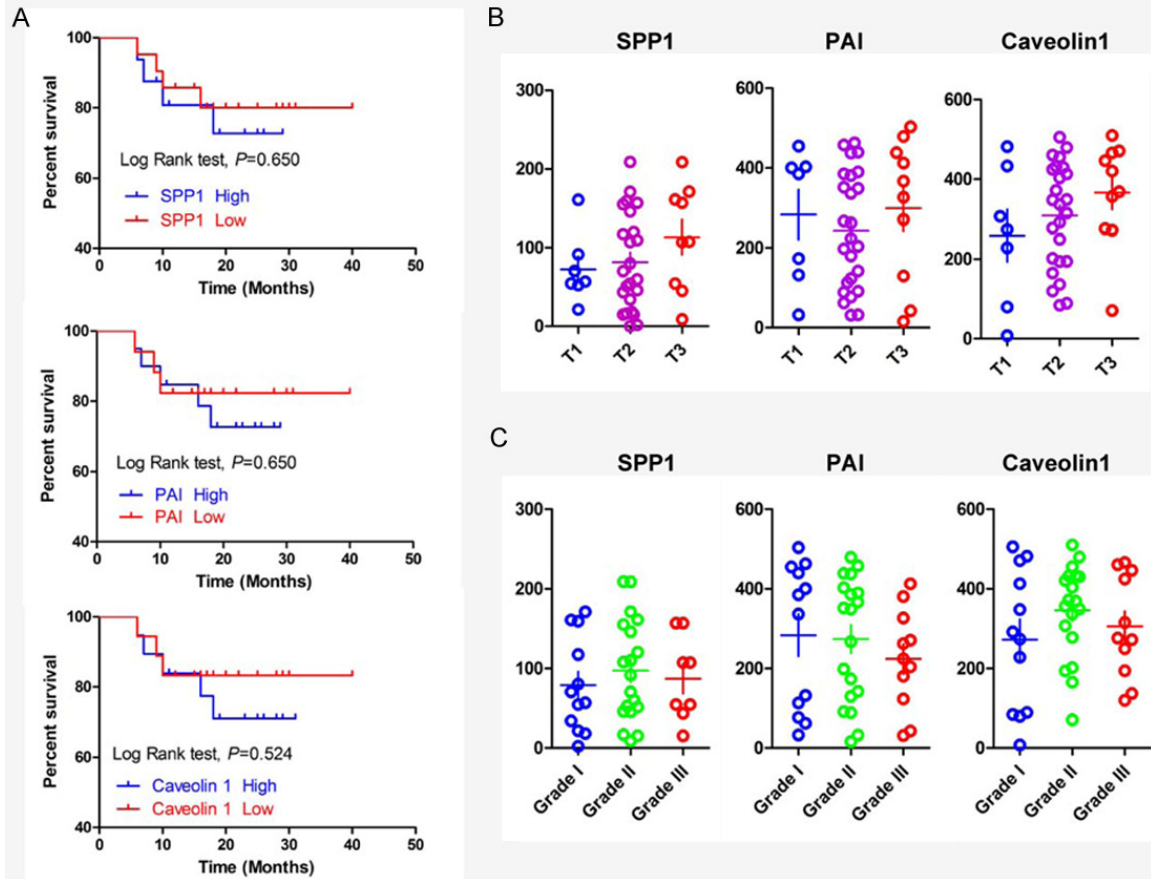 A
Percent survival
100
80
60
40
Log Rank test, P=0.650
SPP1 High
SPP1 Low
0 10 20 30 40 50
Time (Months)
Percent survival
100
80
60
40
Log Rank test, P=0.650
PAI High
PAI Low
0 10 20 30 40 50
Time (Months)
Percent survival
100
80
60
40
Log Rank test, P=0.524
Caveolin 1 High
Caveolin 1 Low
0 10 20 30 40 50
Time (Months)
B
SPP1
300
200
100
0
T1 T2 T3
PAI
600
400
200
0
T1 T2 T3
Caveolin1
600
400
200
0
T1 T2 T3
C
SPP1
300
200
100
0
Grade I Grade II Grade III
PAI
600
400
200
0
Grade I Grade II Grade III
Caveolin1
600
400
200
0
Grade I Grade II Grade III